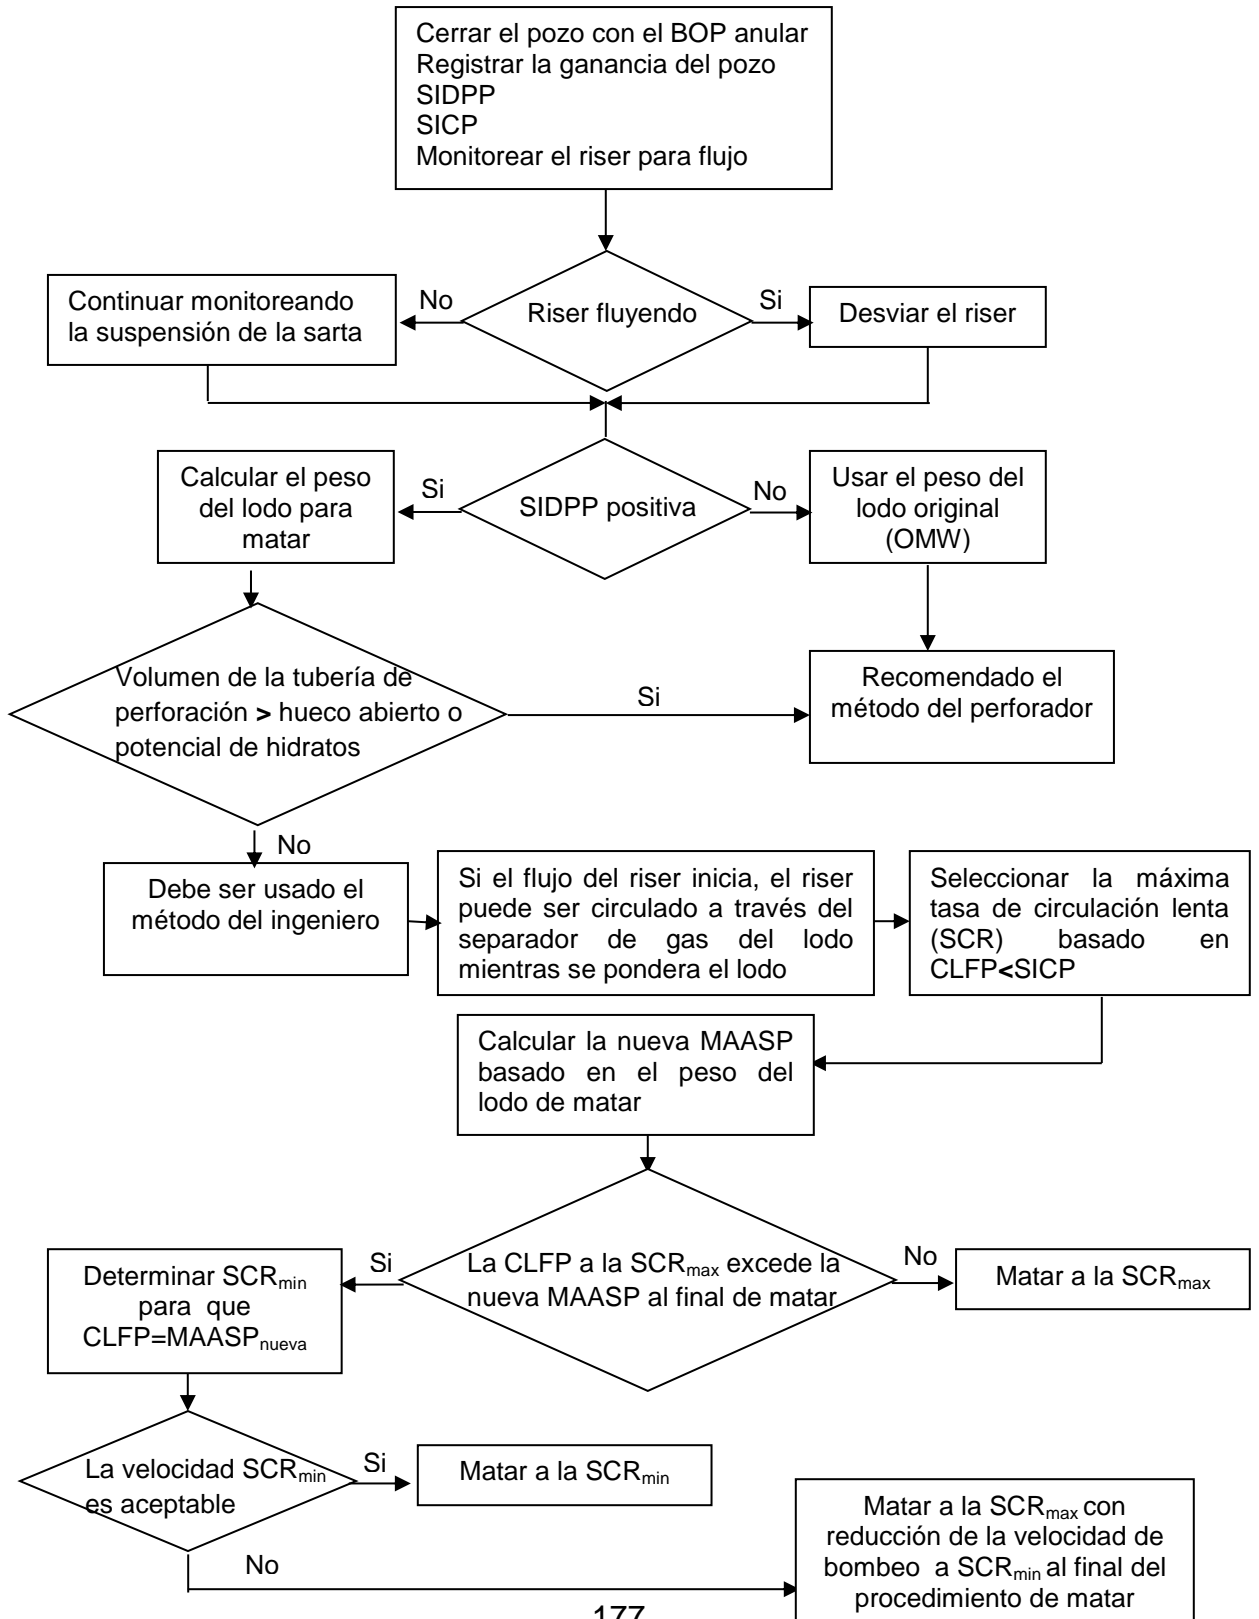 Cerrar el pozo con el BOP anular
Registrar la ganancia del pozo
SIDPP
SICP
Monitorear el riser para flujo
Continuar monitoreando
la suspensión de la sarta
No
Riser fluyendo
Si
Desviar el riser
Calcular el peso
del lodo para
matar
Si
SIDPP positiva
No
Usar el peso del
lodo original
(OMW)
Volumen de la tubería de
perforación > hueco abierto o
potencial de hidratos
Si
Recomendado el
método del perforador
No
Debe ser usado el
método del ingeniero
Si el flujo del riser inicia, el riser
puede ser circulado a través del
separador de gas del lodo
mientras se pondera el lodo
Seleccionar la máxima
tasa de circulación lenta
(SCR) basado en
CLFP<SICP
Calcular la nueva MAASP
basado en el peso del
lodo de matar
Determinar SCRmin
para que
CLFP=MAASPnueva
Si
La CLFP a la SCRmax excede la
nueva MAASP al final de matar
No
Matar a la SCRmax
La velocidad SCRmin
es aceptable
Si
Matar a la SCRmin
No
Matar a la SCRmax con
reducción de la velocidad de
bombeo a SCRmin al final del
procedimiento de matar
177